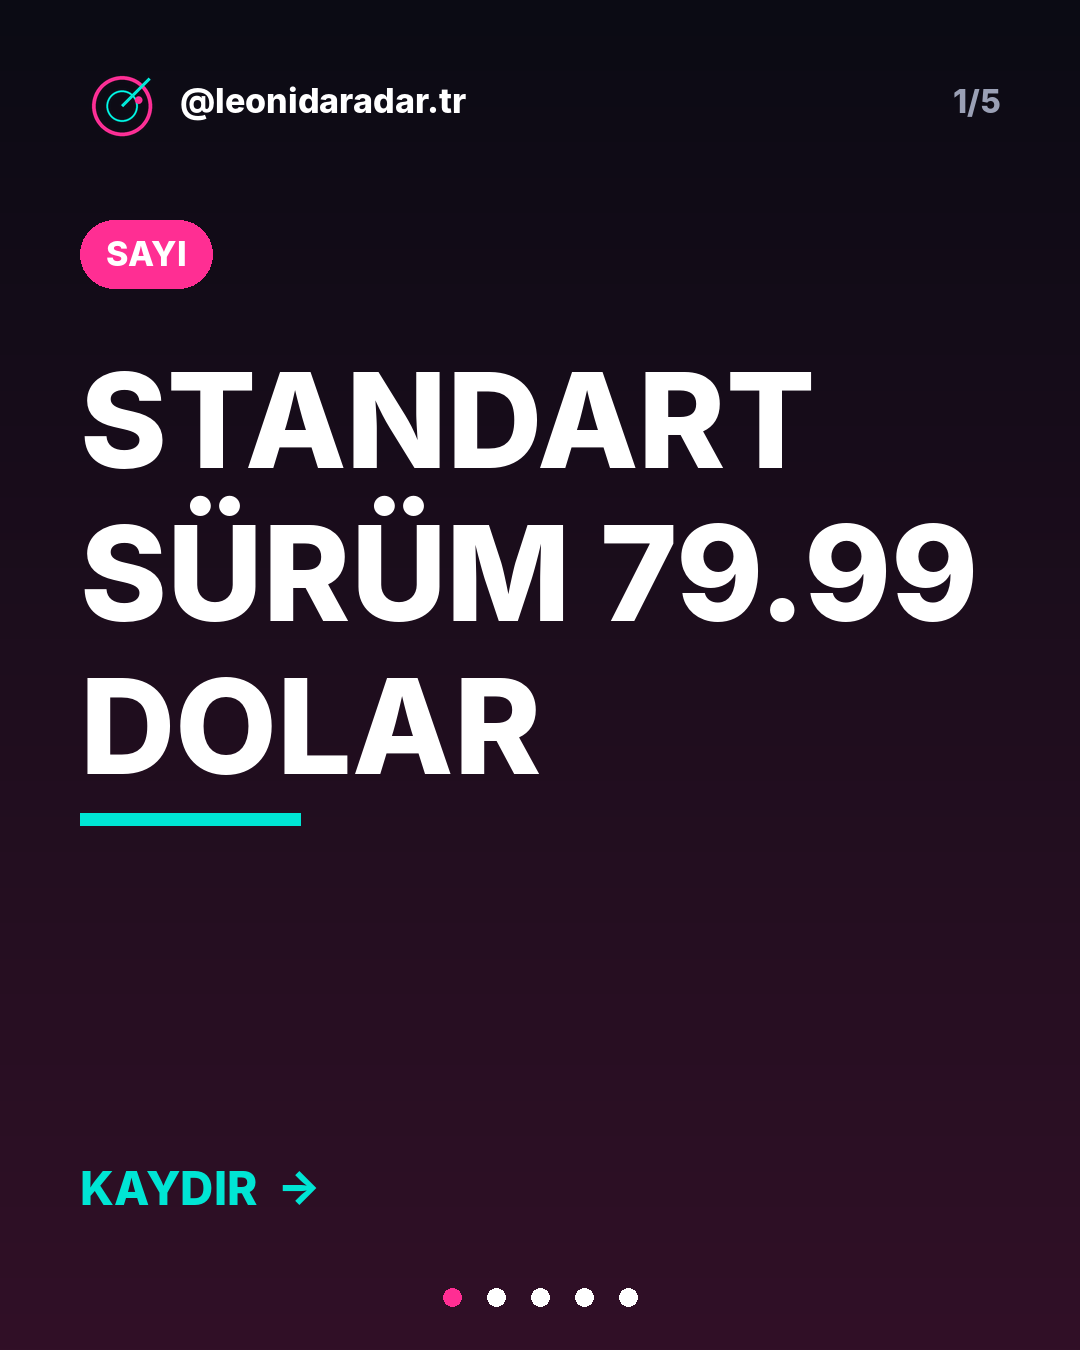 @leonidaradar.tr
1/5
SAYI
STANDART
SÜRÜM 79.99
DOLAR
KAYDIR →